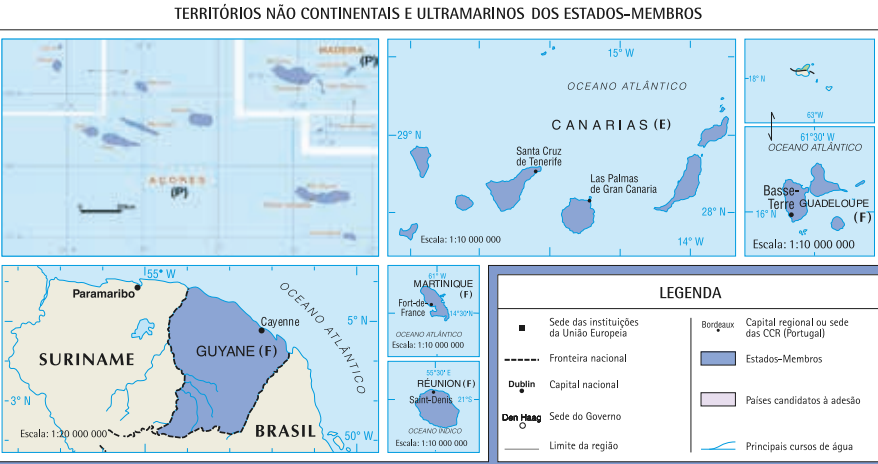 TERRITÓRIOS NÃO CONTINENTAIS E ULTRAMARINOS DOS ESTADOS-MEMBROS
MADEIRA
(P)
AÇORES
(P)
15° W
OCEANO ATLÂNTICO
CANARIAS (E)
29° N
Santa Cruz
de Tenerife
Las Palmas
de Gran Canaria
28° N
Escala: 1:10 000 000
14° W
18° N
63°W
61° 30' W
OCEANO ATLÂNTICO
Basse-
Terre
GUADELOUPE
(F)
16° N
Escala: 1:10 000 000
55° W
Paramaribo
OCEANO ATLÂNTICO
5° N
Cayenne
GUYANE (F)
SURINAME
3° N
Escala: 1:20 000 000
BRASIL
50° W
61° W
MARTINIQUE
(F)
Fort-de-
France
14°30'N
OCEANO ATLÂNTICO
Escala: 1:10 000 000
55° 30' E
RÉUNION (F)
Saint-Denis
21°S
OCEANO ÍNDICO
Escala: 1:10 000 000
LEGENDA
Sede das instituições
da União Europeia
Fronteira nacional
Dublin
Capital nacional
Den Haag
Sede do Governo
Limite da região
Bordeaux
Capital regional ou sede
das CCR (Portugal)
Estados-Membros
Países candidatos à adesão
Principais cursos de água